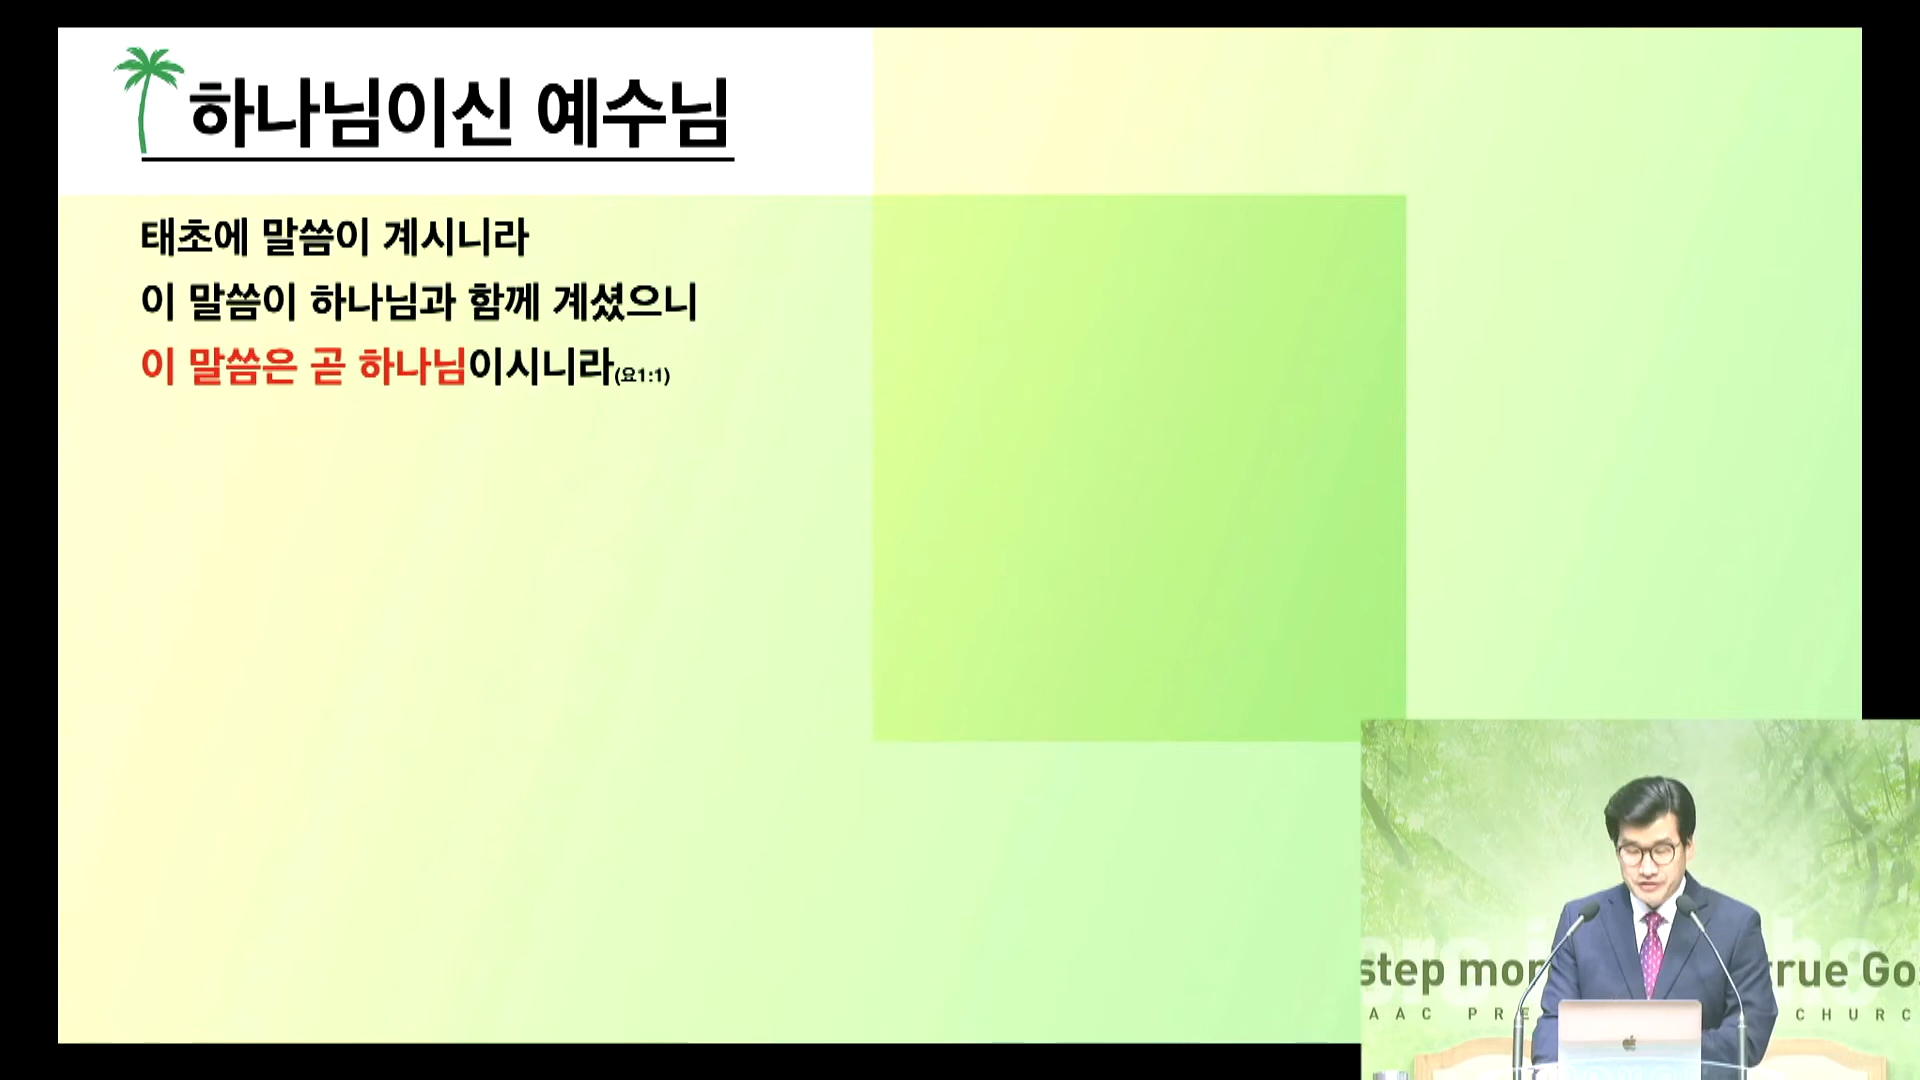 하나님이신 예수님
태초에 말씀이 계시니라
이 말씀이 하나님과 함께 계셨으니
이 말씀은 곧 하나님이시니라(요1:1)
step mor
rue Go
AAC PRE CHURC